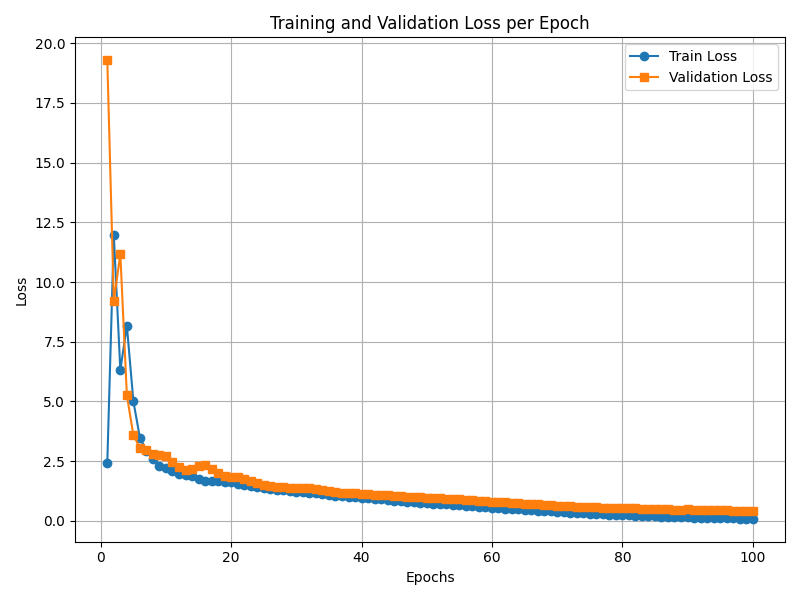 Training and Validation Loss per Epoch
20.0
17.5
15.0
12.5
10.0
7.5
5.0
2.5
0.0
Loss
Train Loss
Validation Loss
0 20 40 60 80 100
Epochs